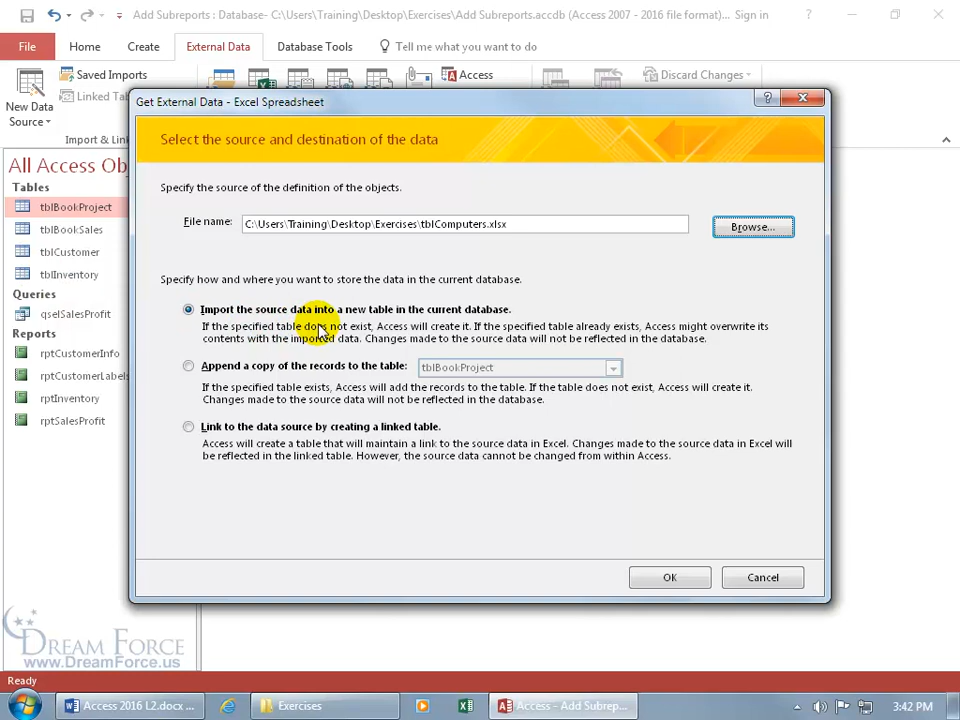 Add Subreports : Database- C:\Users\Training\Desktop\Exercises\Add Subreports.accdb (Access 2007 - 2016 file format)... Sign in
File Home Create External Data Database Tools Tell me what you want to do
Saved Imports
Access
Discard Changes
New Data
Source
Import & Link
Get External Data - Excel Spreadsheet
Select the source and destination of the data
Specify the source of the definition of the objects.
File name: C:\Users\Training\Desktop\Exercises\tblComputers.xlsx Browse...
Specify how and where you want to store the data in the current database.
Import the source data into a new table in the current database.
If the specified table does not exist, Access will create it. If the specified table already exists, Access might overwrite its
contents with the imported data. Changes made to the source data will not be reflected in the database.
Append a copy of the records to the table: tblBookProject
If the specified table exists, Access will add the records to the table. If the table does not exist, Access will create it.
Changes made to the source data will not be reflected in the database.
Link to the data source by creating a linked table.
Access will create a table that will maintain a link to the source data in Excel. Changes made to the source data in Excel will
be reflected in the linked table. However, the source data cannot be changed from within Access.
OK Cancel
All Access Ob
Tables
tblBookProject
tblBookSales
tblCustomer
tblInventory
Queries
qselSalesProfit
Reports
rptCustomerInfo
rptCustomerLabels
rptInventory
rptSalesProfit
DREAM FORCE
www.DreamForce.us
Ready
Access 2016 L2.docx ...
Exercises
Access - Add Subrep...
3:42 PM